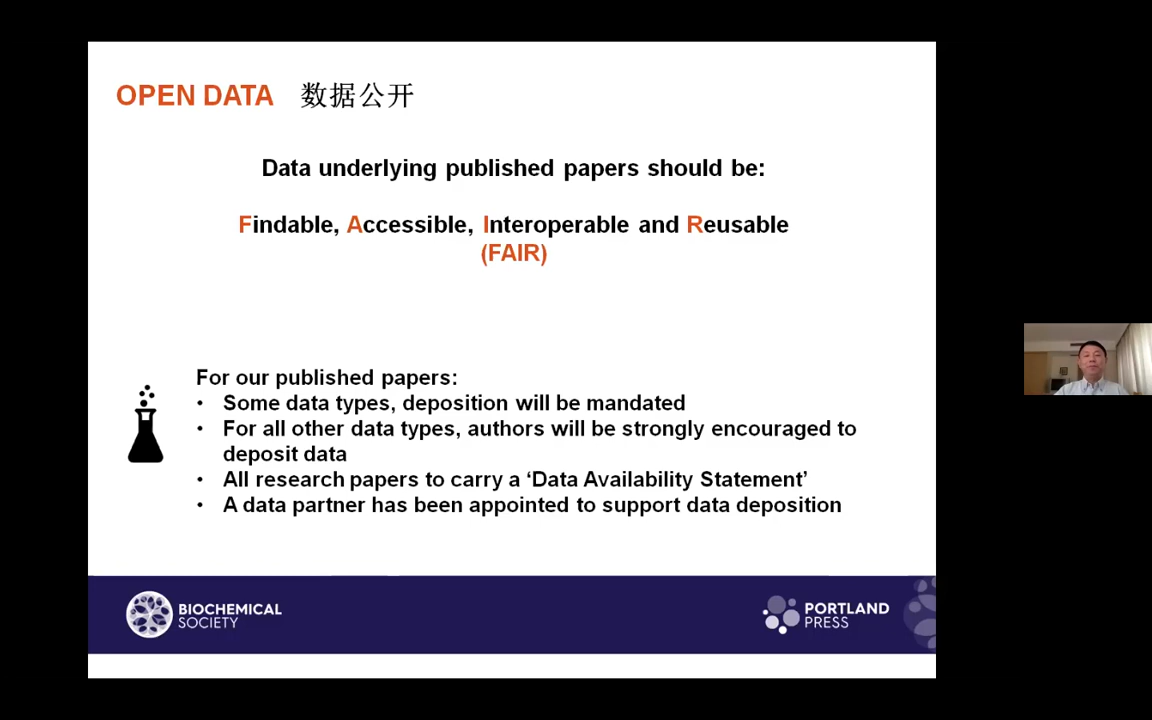 OPEN DATA 数据公开
Data underlying published papers should be:
Findable, Accessible, Interoperable and Reusable
(FAIR)
For our published papers:
• Some data types, deposition will be mandated
• For all other data types, authors will be strongly encouraged to
deposit data
• All research papers to carry a ‘Data Availability Statement’
• A data partner has been appointed to support data deposition
BIOCHEMICAL
SOCIETY
PORTLAND
PRESS